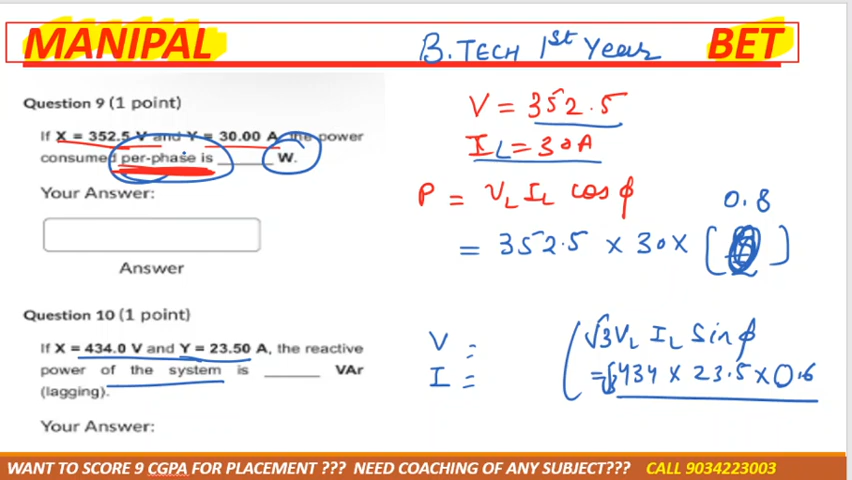 MANIPAL
B. TECH 1st Year
BET
Question 9 (1 point)
If X = 352.5 V and Y = 30.00 A, the power
consumed per-phase is ______ W.
Your Answer:
Answer
V = 352.5
IL = 30A
P = VL IL cos ϕ
0.8
= 352.5 × 30 × [ ]
Question 10 (1 point)
If X = 434.0 V and Y = 23.50 A, the reactive
power of the system is ______ VAr
(lagging).
Your Answer:
V =
I =
√3 VL IL Sin ϕ
= √3 434 × 23.5 × 0.6
WANT TO SCORE 9 CGPA FOR PLACEMENT ??? NEED COACHING OF ANY SUBJECT??? CALL 9034223003